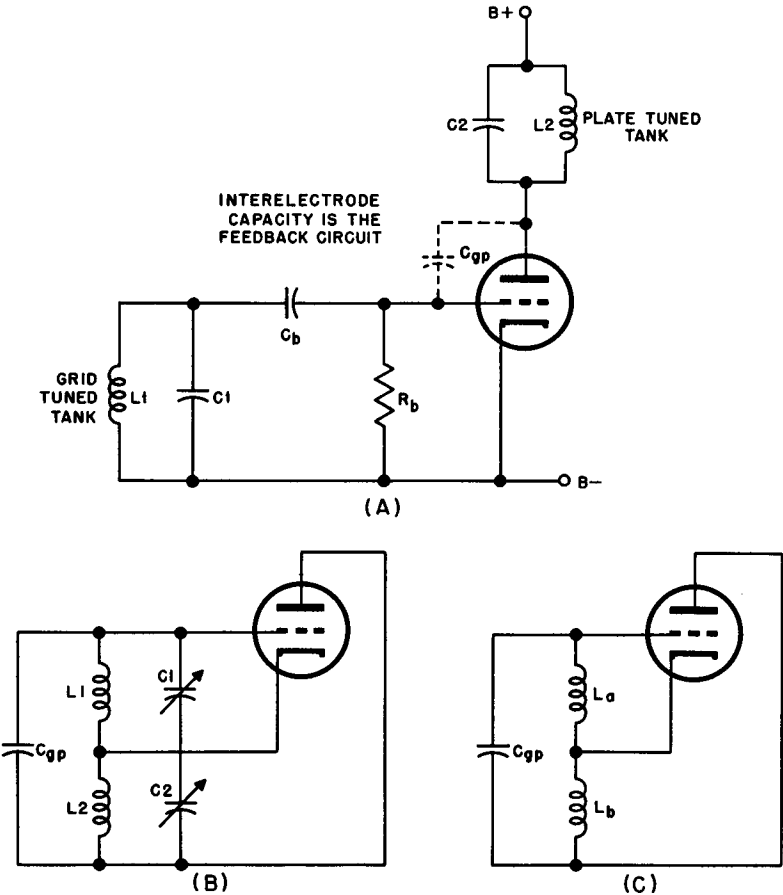 B+
C2
L2
PLATE TUNED
TANK
INTERELECTRODE
CAPACITY IS THE
FEEDBACK CIRCUIT
Cgp
Cb
GRID
TUNED
TANK
L1
C1
Rb
B−
(A)
L1
C1
Cgp
L2
C2
(B)
La
Cgp
Lb
(C)